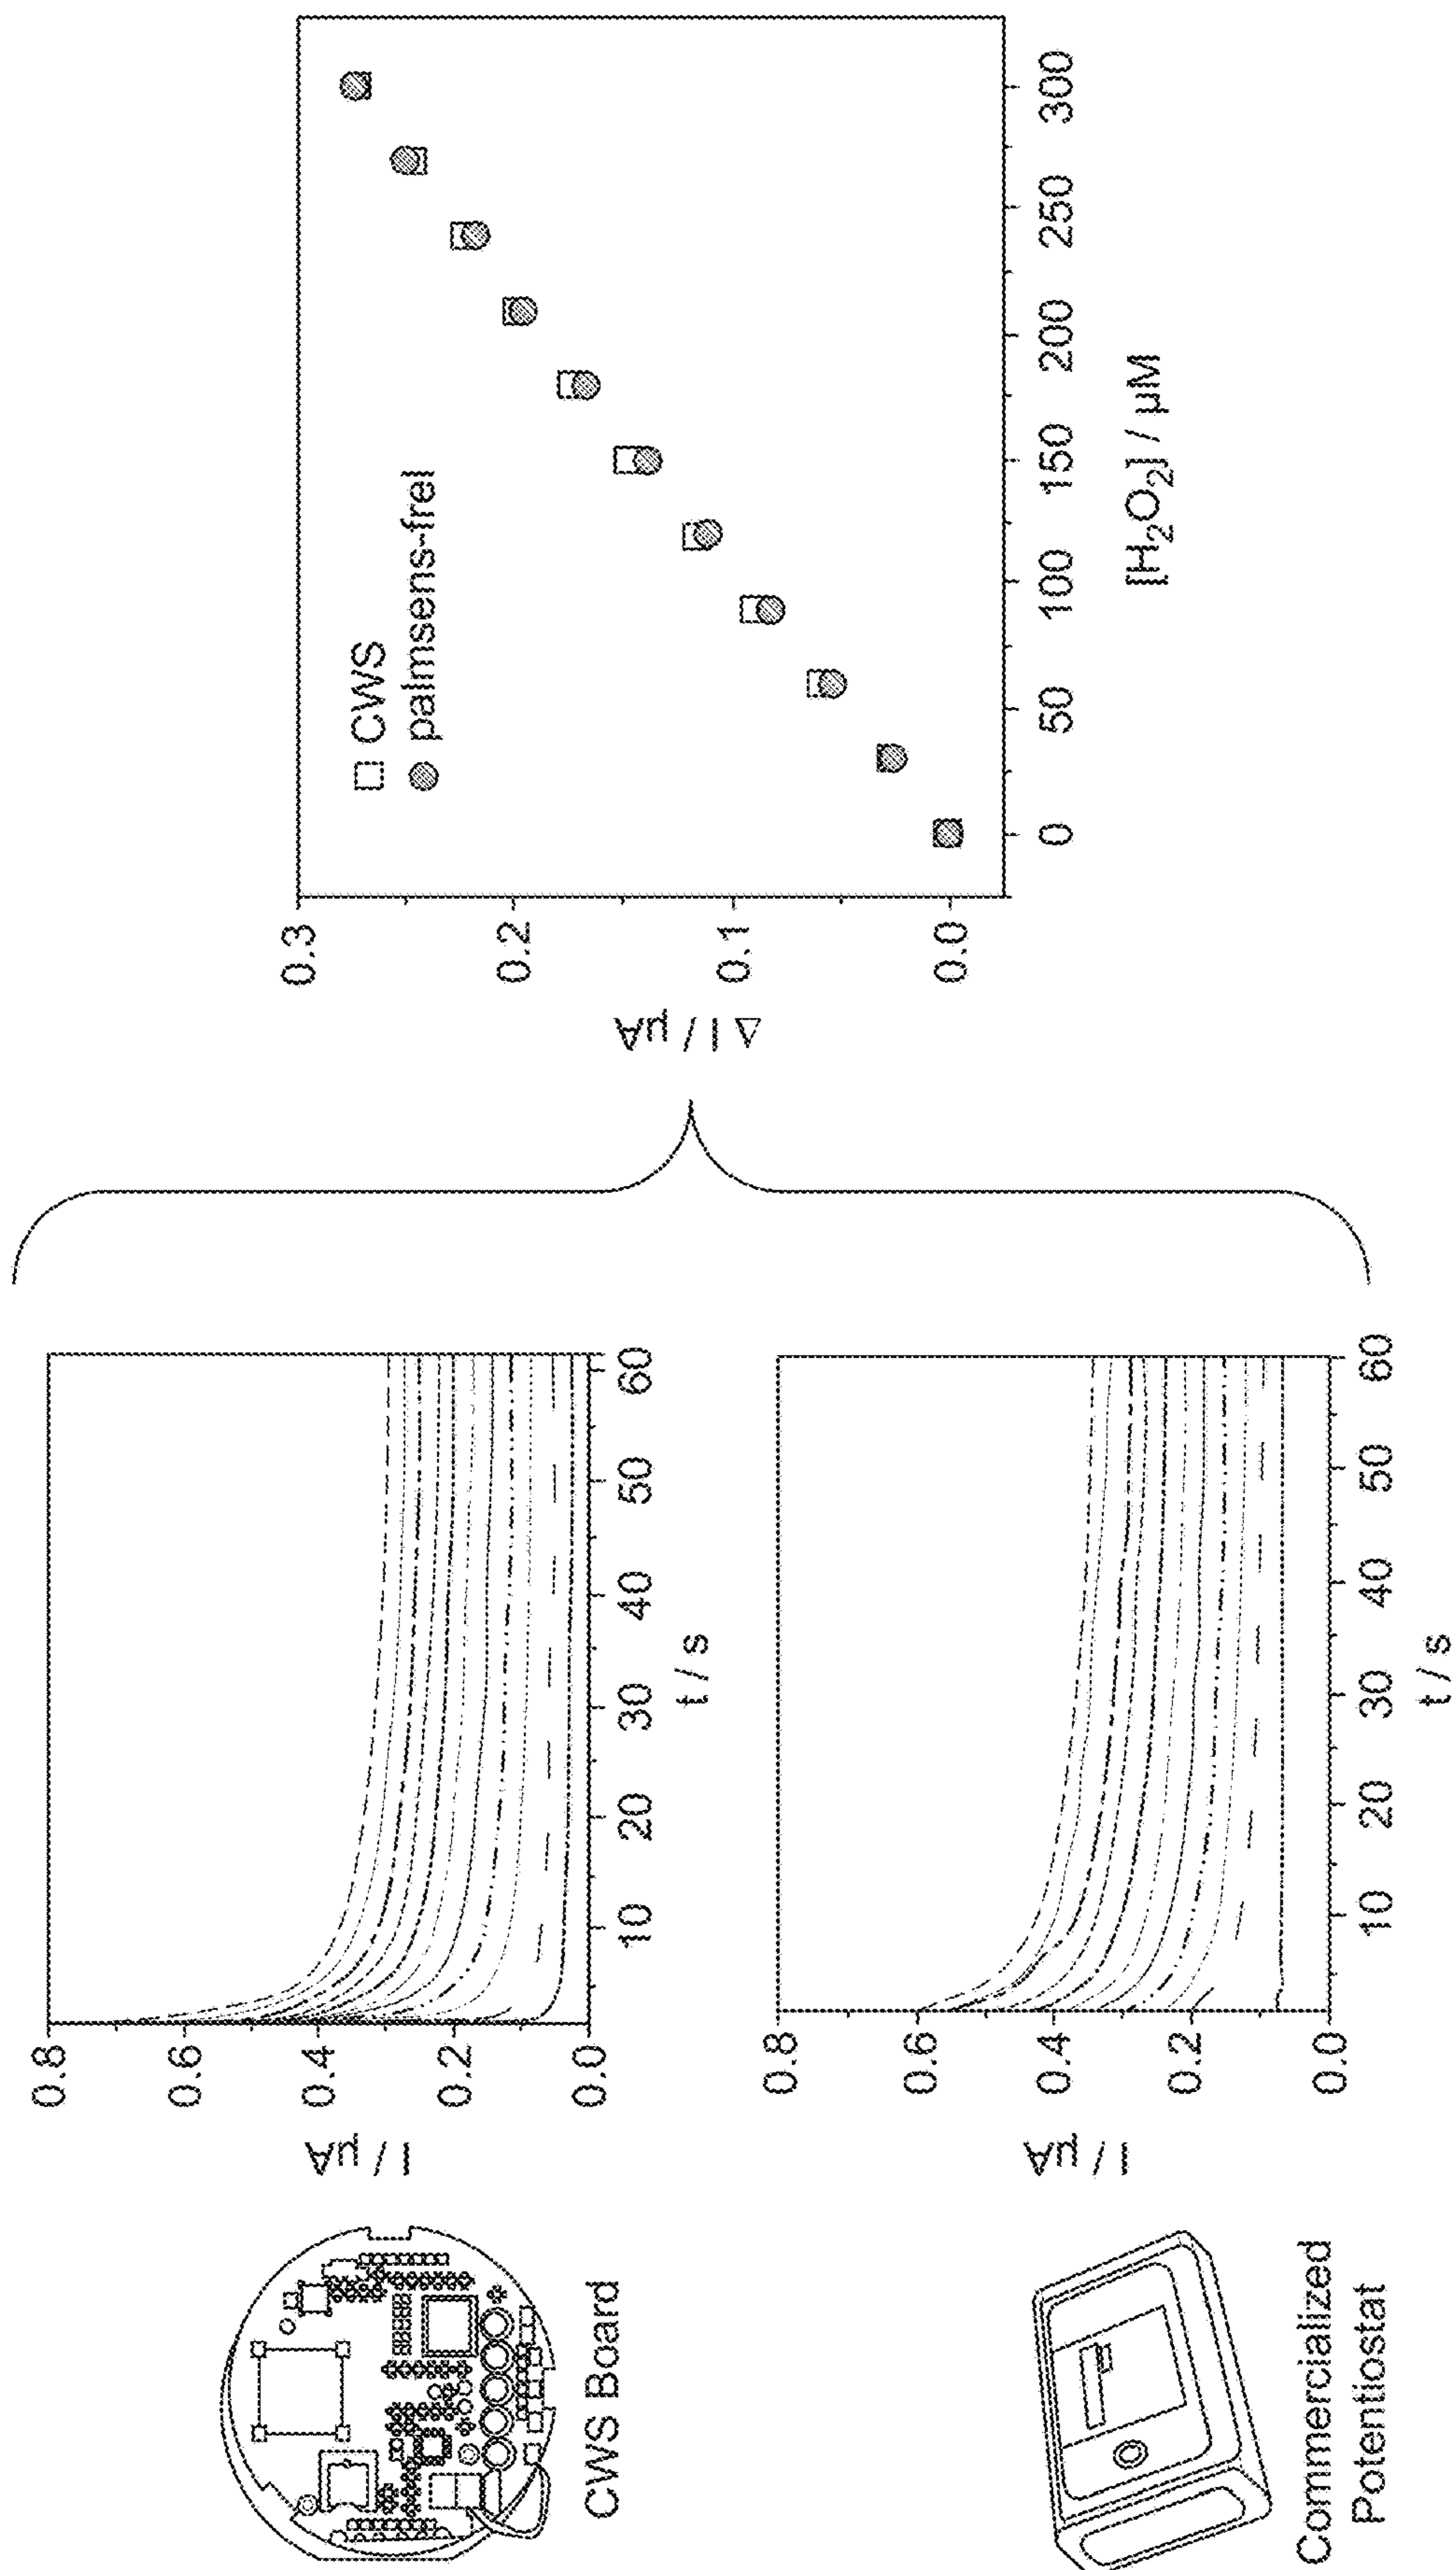 CWS Board
I / µA
0.8
0.6
0.4
0.2
0.0
10 20 30 40 50 60
t / s
Commercialized
Potentiostat
I / µA
0.8
0.6
0.4
0.2
0.0
10 20 30 40 50 60
t / s
Δ I / µA
0.3
0.2
0.1
0.0
CWS
palmsens-frel
0 50 100 150 200 250 300
[H₂O₂] / µM